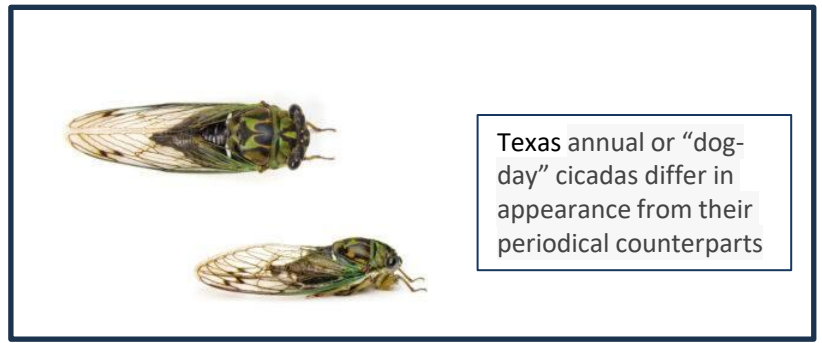 Texas annual or “dog-
day” cicadas differ in
appearance from their
periodical counterparts